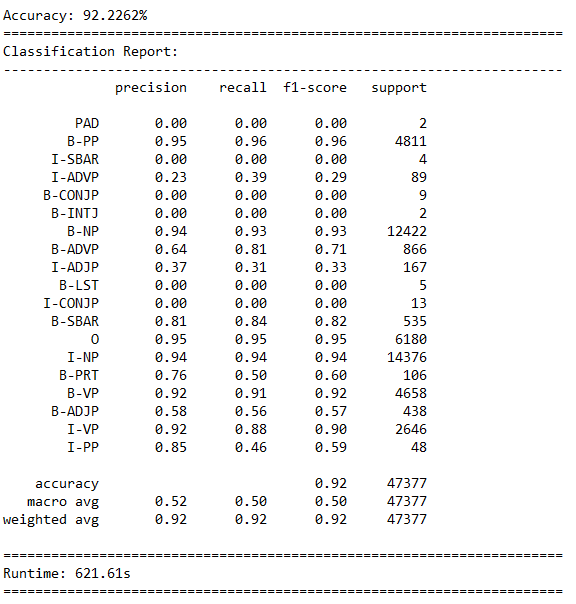 Accuracy: 92.2262%
======================================================================
Classification Report:
----------------------------------------------------------------------
              precision    recall  f1-score   support

         PAD       0.00      0.00      0.00         2
        B-PP       0.95      0.96      0.96      4811
      I-SBAR       0.00      0.00      0.00         4
      I-ADVP       0.23      0.39      0.29        89
     B-CONJP       0.00      0.00      0.00         9
      B-INTJ       0.00      0.00      0.00         2
        B-NP       0.94      0.93      0.93     12422
      B-ADVP       0.64      0.81      0.71       866
      I-ADJP       0.37      0.31      0.33       167
       B-LST       0.00      0.00      0.00         5
     I-CONJP       0.00      0.00      0.00        13
      B-SBAR       0.81      0.84      0.82       535
           O       0.95      0.95      0.95      6180
        I-NP       0.94      0.94      0.94     14376
       B-PRT       0.76      0.50      0.60       106
        B-VP       0.92      0.91      0.92      4658
      B-ADJP       0.58      0.56      0.57       438
        I-VP       0.92      0.88      0.90      2646
        I-PP       0.85      0.46      0.59        48

    accuracy                           0.92     47377
   macro avg       0.52      0.50      0.50     47377
weighted avg       0.92      0.92      0.92     47377

======================================================================
Runtime: 621.61s
======================================================================